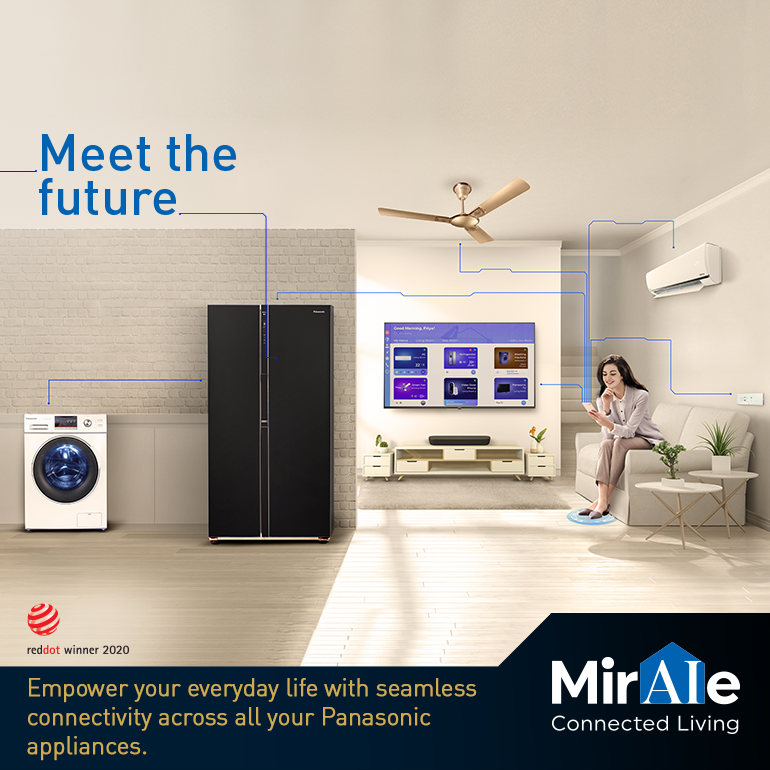 Meet the
future
Panasonic
Good Morning, Priya!
reddot winner 2020
Empower your everyday life with seamless
connectivity across all your Panasonic
appliances.
MirAIe
Connected Living